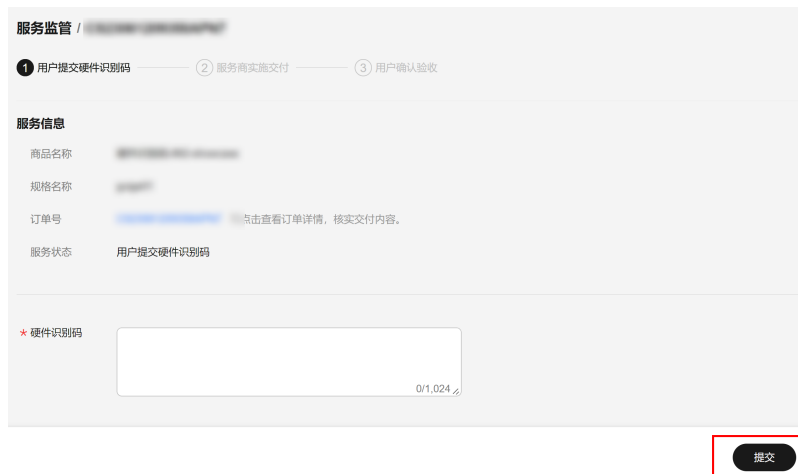 服务监管 /
1 用户提交硬件识别码 2 服务商实施交付 3 用户确认验收
服务信息
商品名称
规格名称
订单号 点击查看订单详情，核实交付内容。
服务状态 用户提交硬件识别码
* 硬件识别码
0/1,024
提交